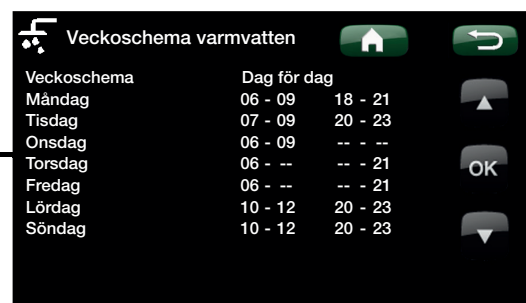 Veckoschema varmvatten
Veckoschema Dag för dag
Måndag 06 - 09 18 - 21
Tisdag 07 - 09 20 - 23
Onsdag 06 - 09 -- - --
Torsdag 06 - -- -- - 21
Fredag 06 - -- -- - 21
Lördag 10 - 12 20 - 23
Söndag 10 - 12 20 - 23
OK